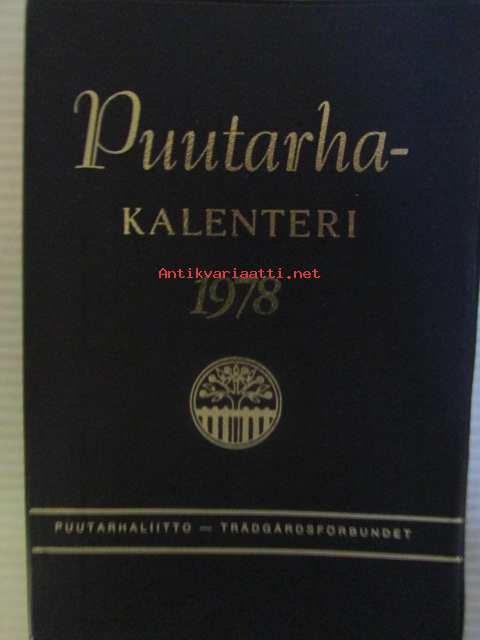 Puutarha-
KALENTERI
Antikvariaatti.net
1978
PUUTARHALIITTO — TRÄDGÅRDSFÖRBUNDET